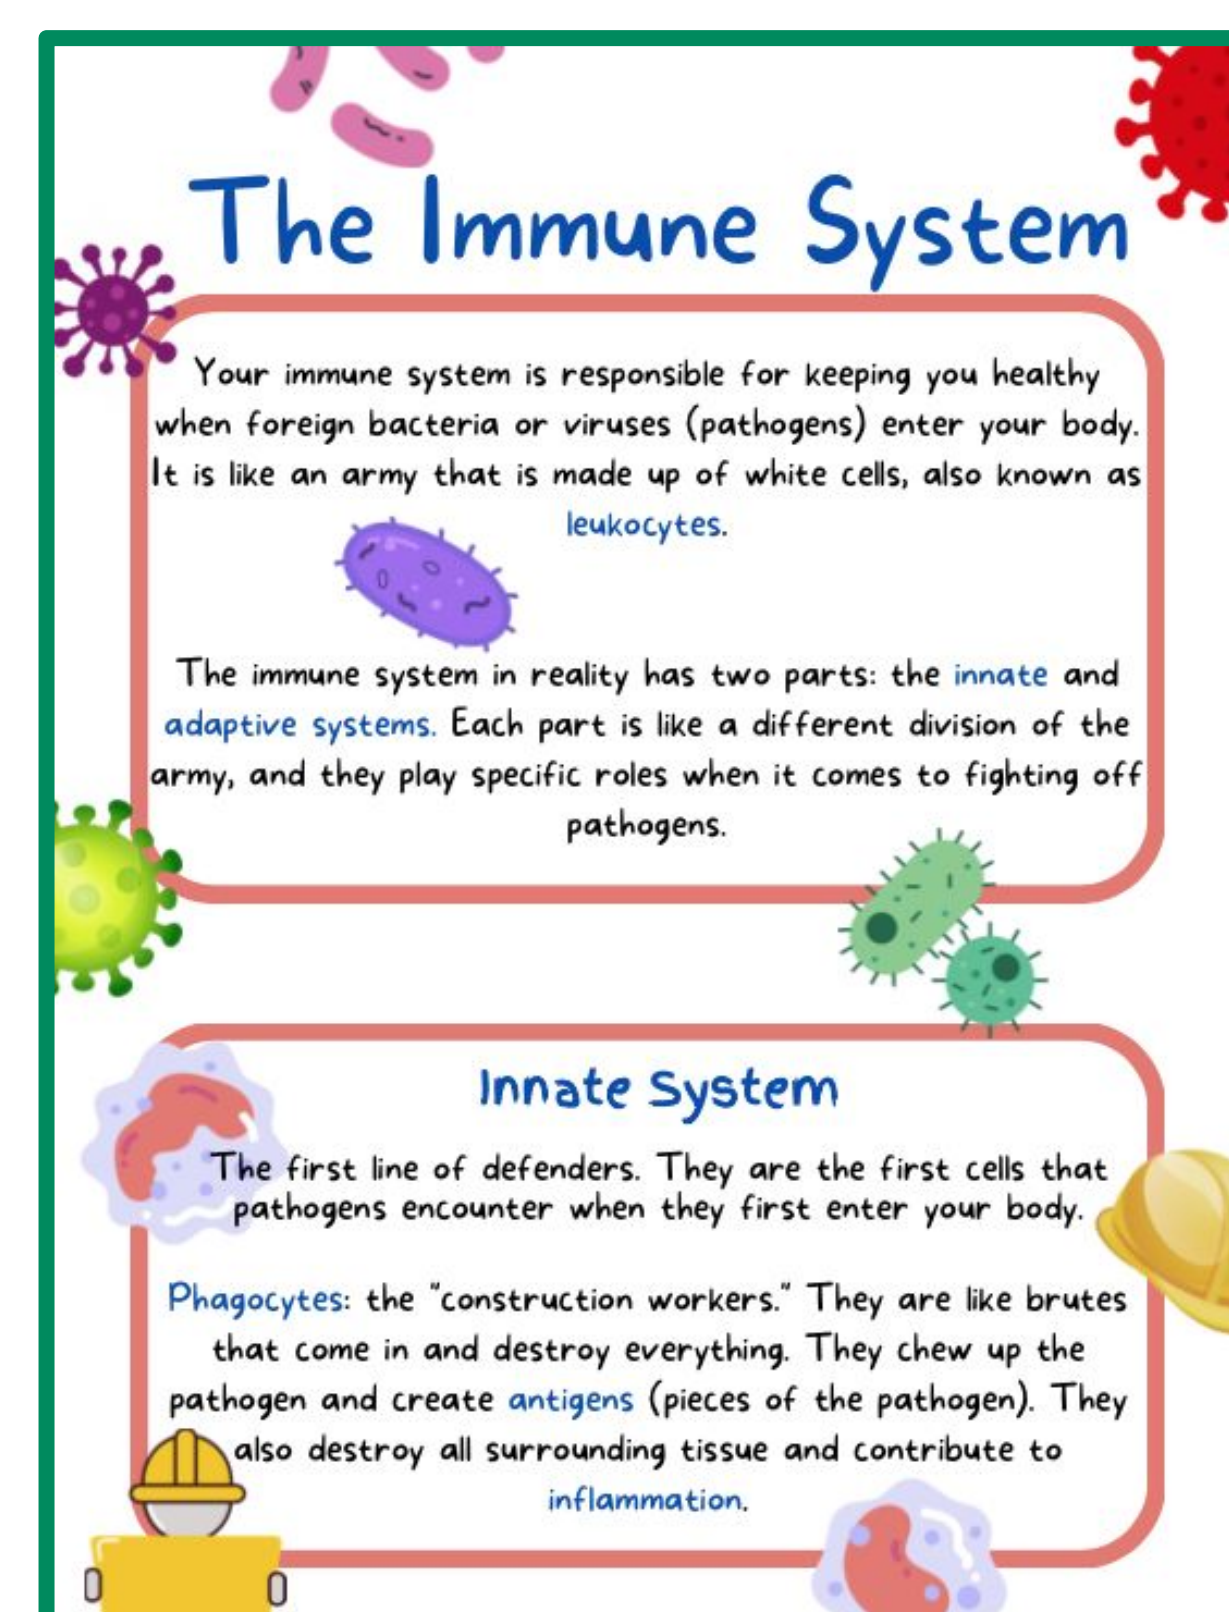 The Immune System
Your immune system is responsible for keeping you healthy
when foreign bacteria or viruses (pathogens) enter your body.
It is like an army that is made up of white cells, also known as
leukocytes.
The immune system in reality has two parts: the innate and
adaptive systems. Each part is like a different division of the
army, and they play specific roles when it comes to fighting off
pathogens.
Innate System
The first line of defenders. They are the first cells that
pathogens encounter when they first enter your body.
Phagocytes: the "construction workers." They are like brutes
that come in and destroy everything. They chew up the
pathogen and create antigens (pieces of the pathogen). They
also destroy all surrounding tissue and contribute to
inflammation.